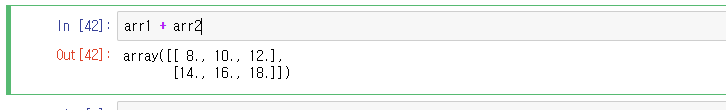 In [42]: arr1 + arr2
Out[42]: array([[ 8., 10., 12.],
[14., 16., 18.]])